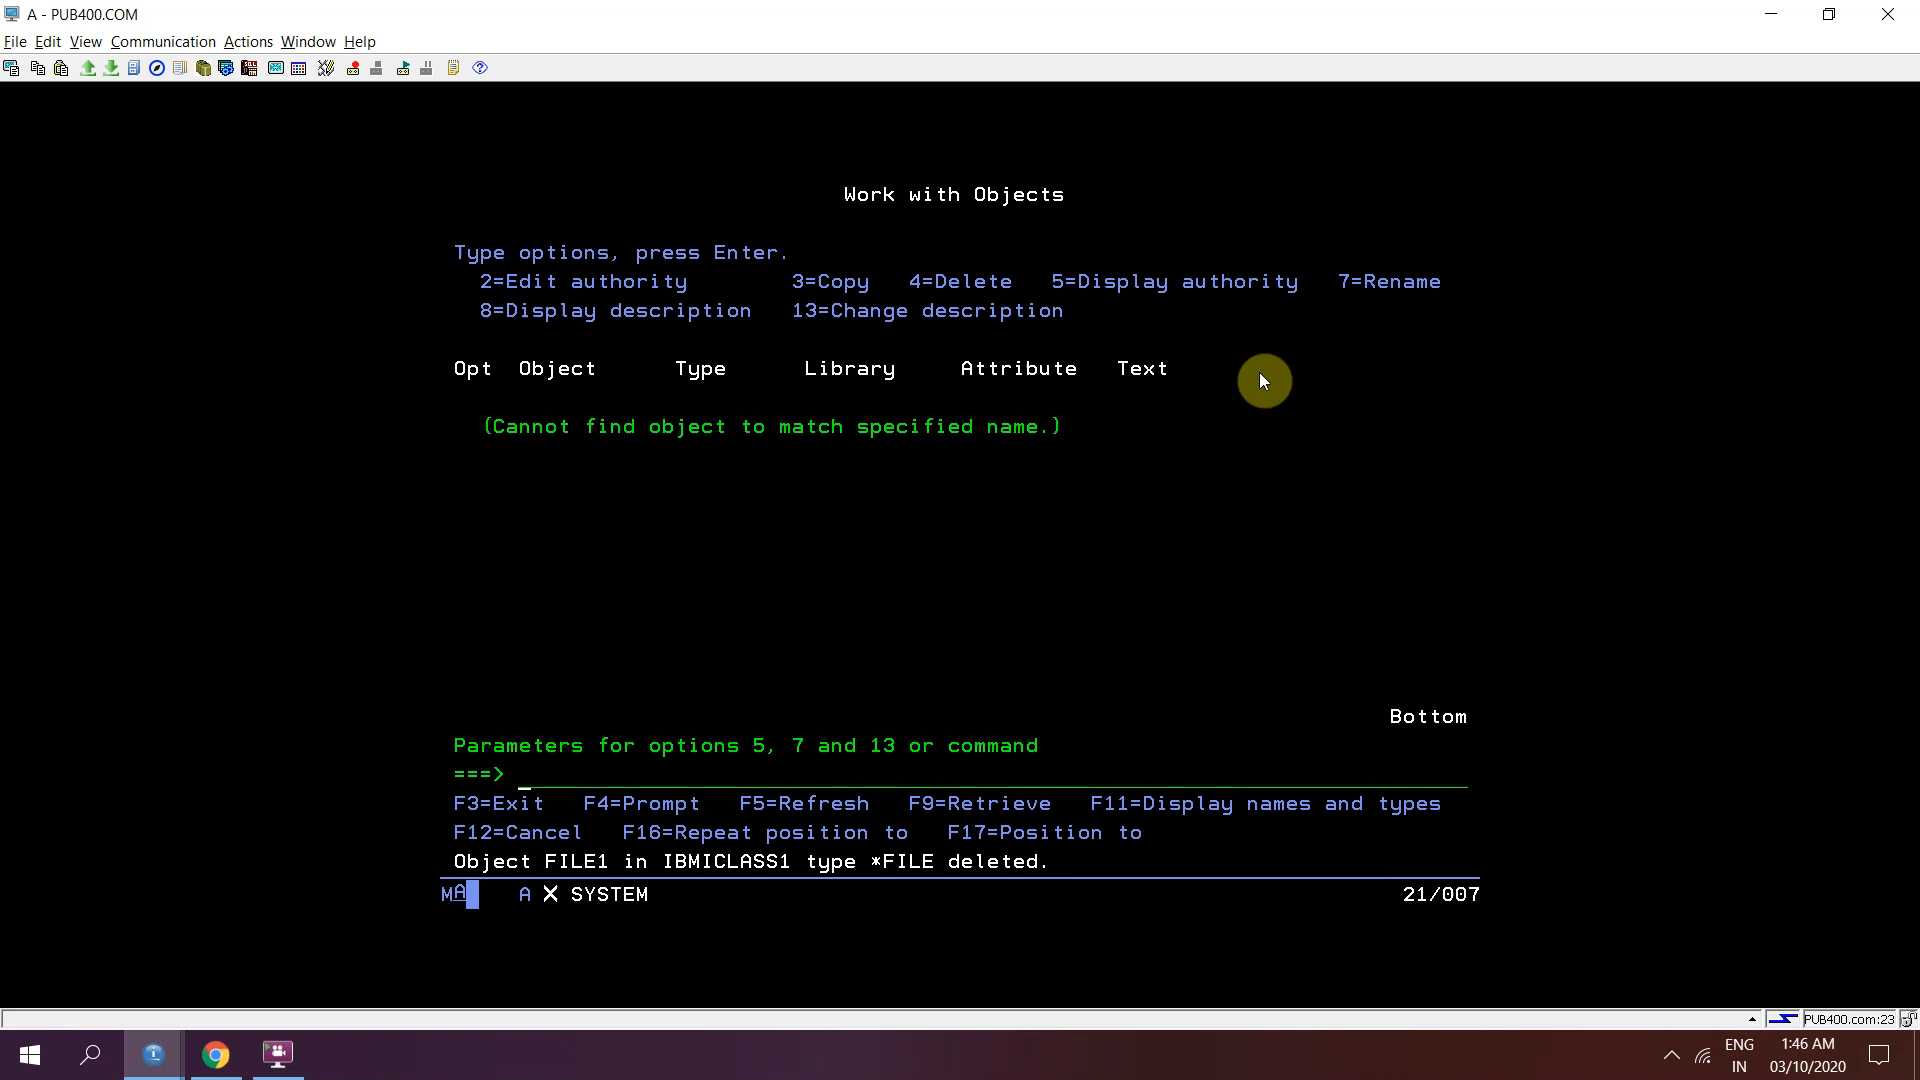 A - PUB400.COM
File Edit View Communication Actions Window Help
Work with Objects
Type options, press Enter.
2=Edit authority 3=Copy 4=Delete 5=Display authority 7=Rename
8=Display description 13=Change description
Opt Object Type Library Attribute Text
(Cannot find object to match specified name.)
Bottom
Parameters for options 5, 7 and 13 or command
===>
F3=Exit F4=Prompt F5=Refresh F9=Retrieve F11=Display names and types
F12=Cancel F16=Repeat position to F17=Position to
Object FILE1 in IBMICLASS1 type *FILE deleted.
MA A X SYSTEM 21/007
PUB400.com:23
ENG 1:46 AM
IN 03/10/2020